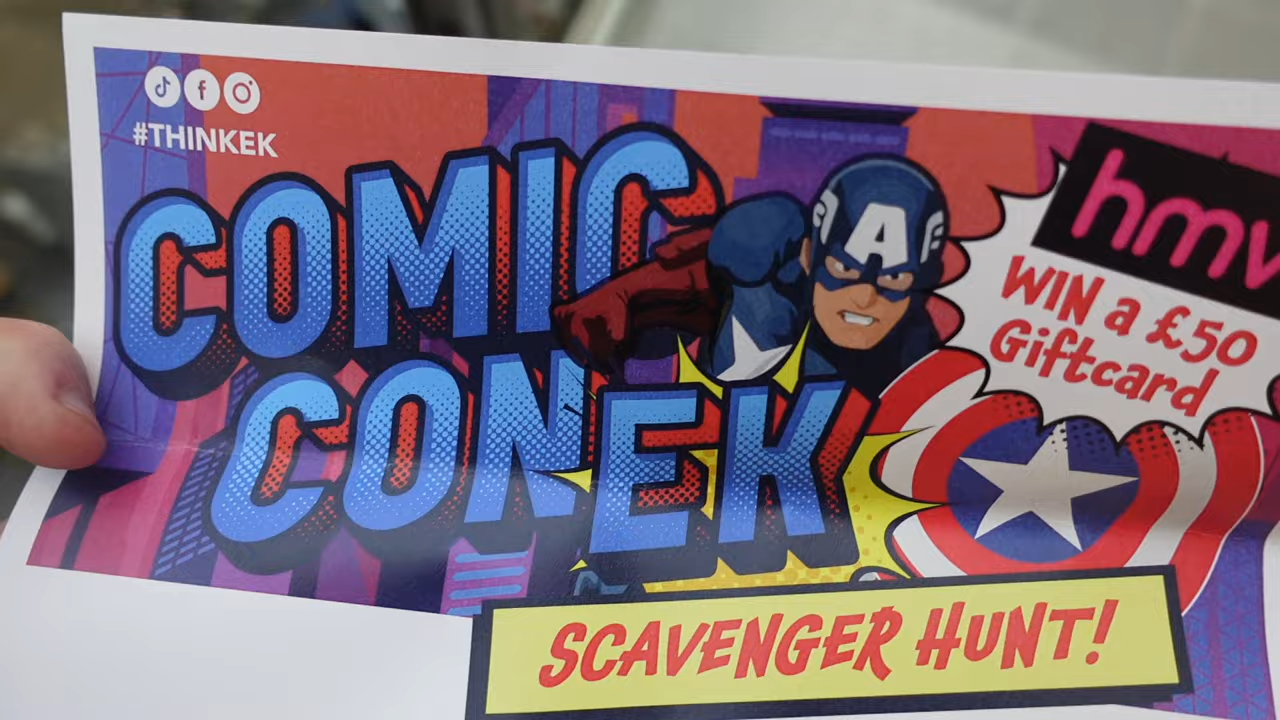 #THINKEK
COMIC
CONEK
A
hmv
WIN a £50
Giftcard
SCAVENGER HUNT!